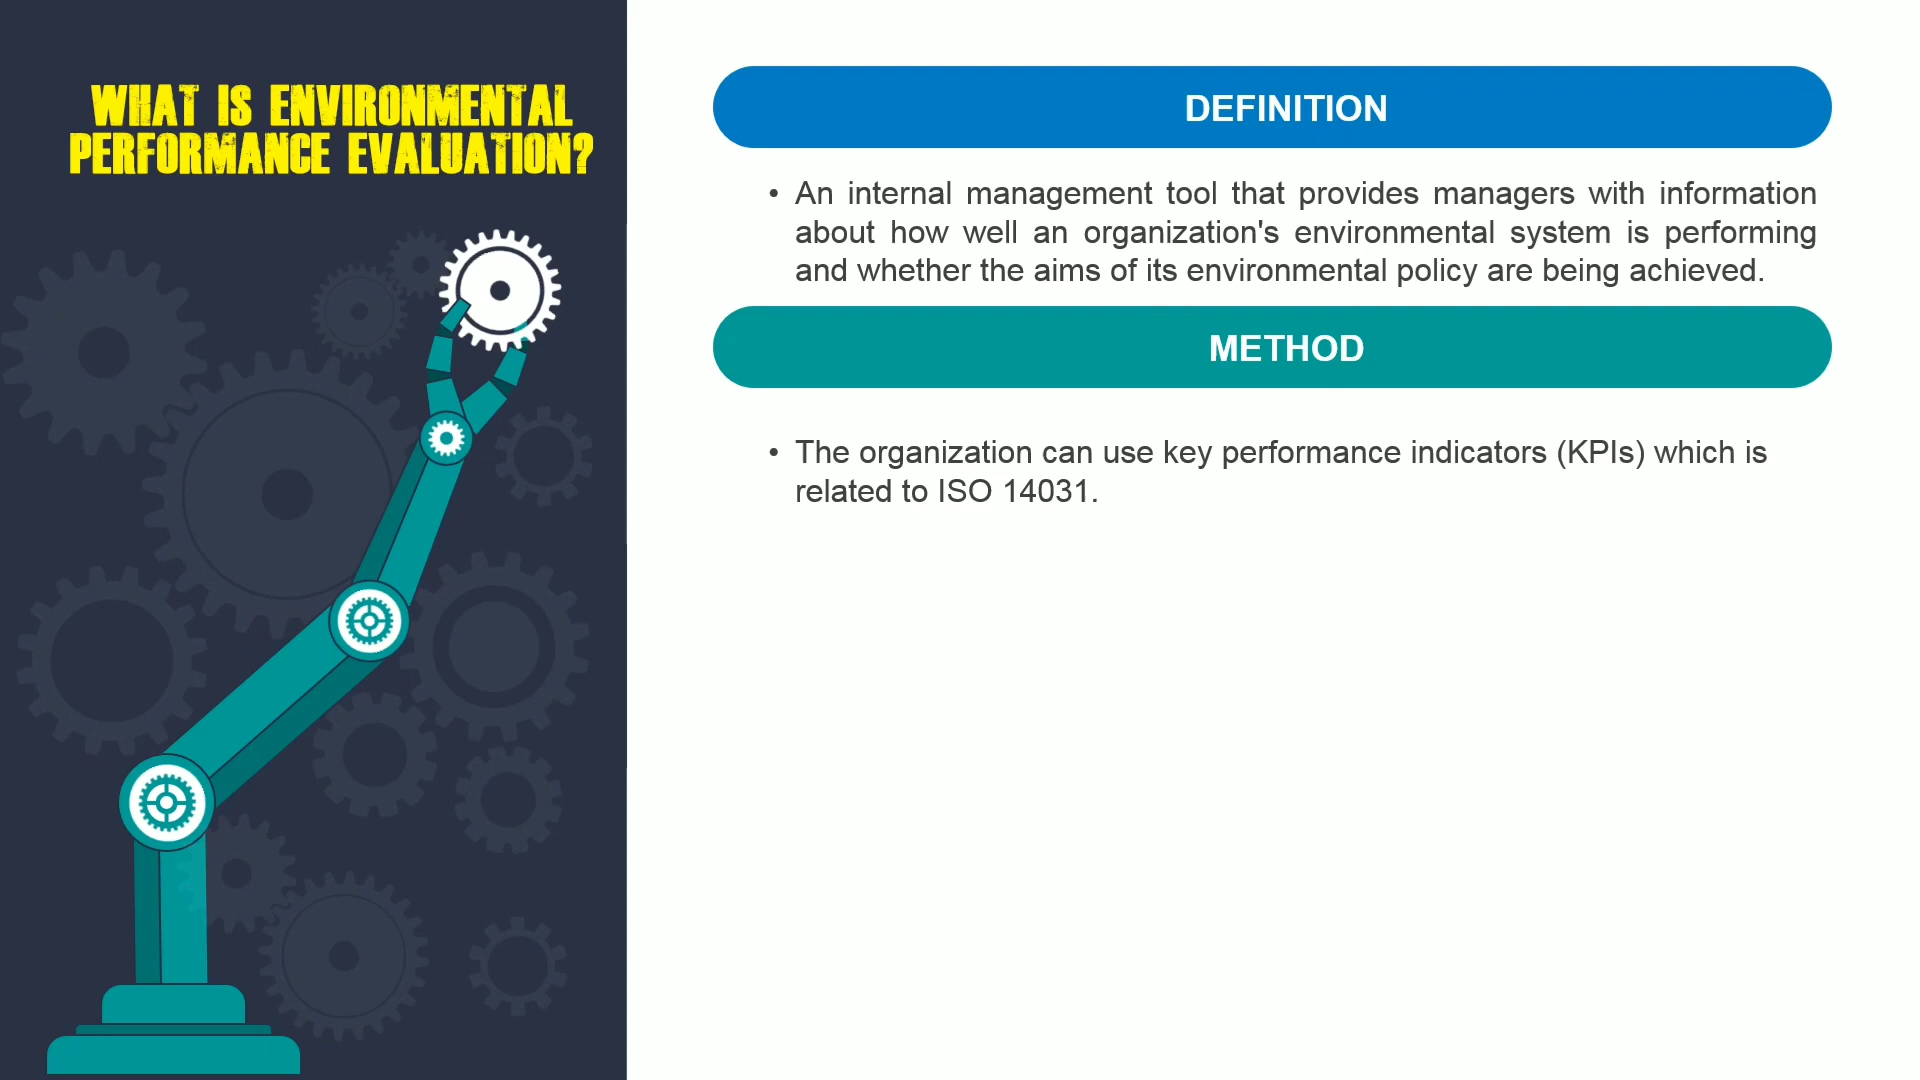 WHAT IS ENVIRONMENTAL
PERFORMANCE EVALUATION?
DEFINITION
• An internal management tool that provides managers with information
about how well an organization's environmental system is performing
and whether the aims of its environmental policy are being achieved.
METHOD
• The organization can use key performance indicators (KPIs) which is
related to ISO 14031.